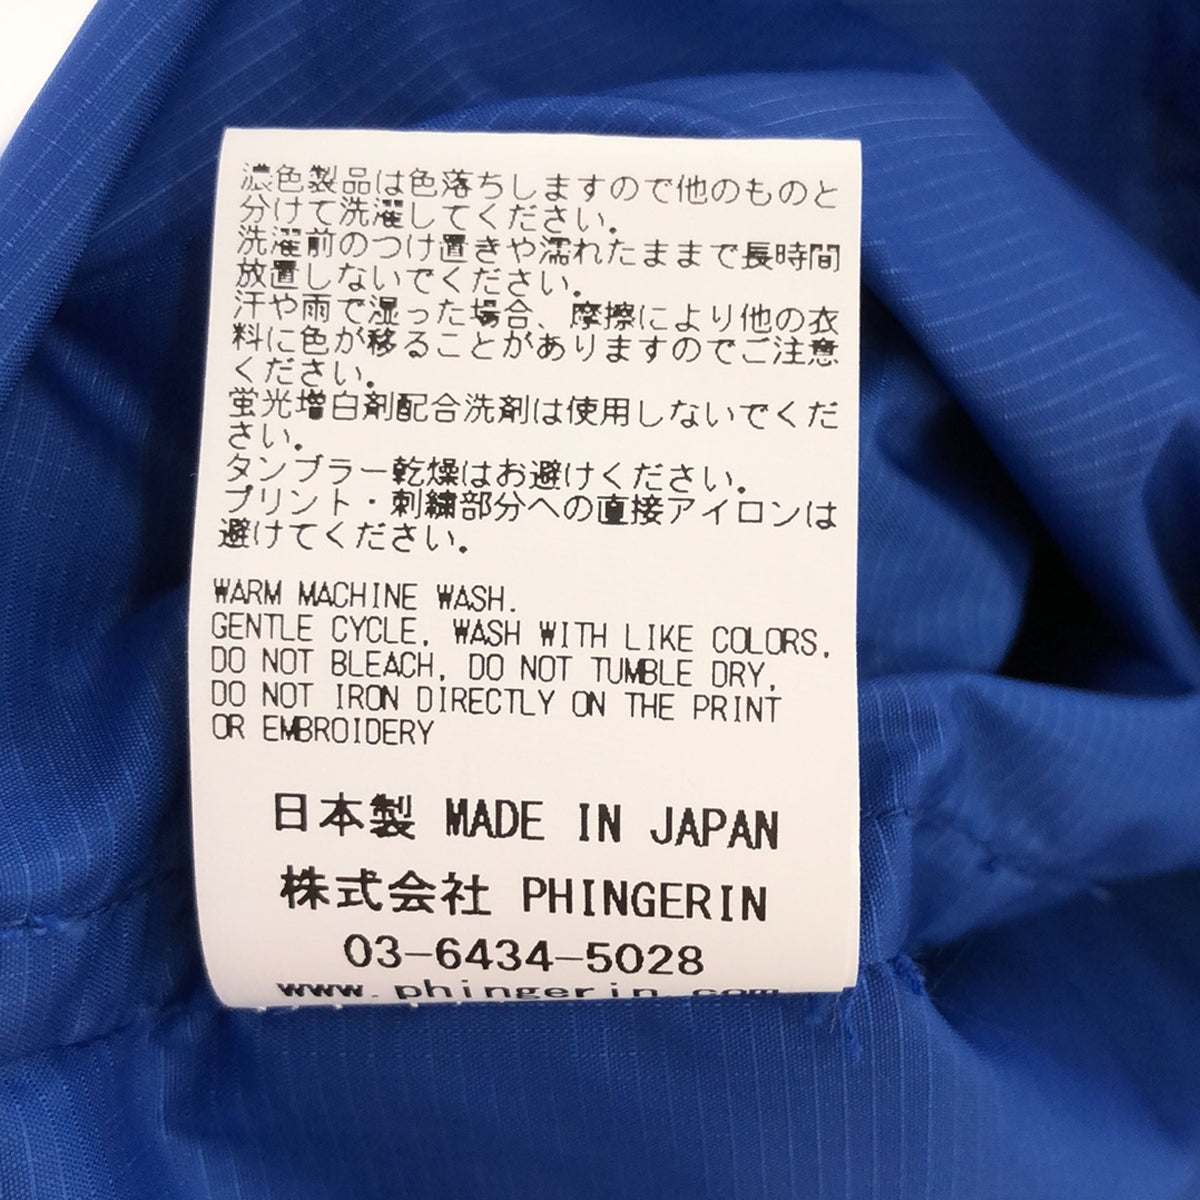 濃色製品は色落ちしますので他のものと
分けて洗濯してください。
洗濯前のつけ置きや濡れたままで長時間
放置しないでください。
汗や雨で湿った場合、摩擦により他の衣
料に色が移ることがありますのでご注意
ください。
蛍光増白剤配合洗剤は使用しないでくだ
さい。
タンブラー乾燥はお避けください。
プリント・刺繍部分への直接アイロンは
避けてください。
WARM MACHINE WASH.
GENTLE CYCLE, WASH WITH LIKE COLORS.
DO NOT BLEACH, DO NOT TUMBLE DRY,
DO NOT IRON DIRECTLY ON THE PRINT
OR EMBROIDERY
日本製 MADE IN JAPAN
株式会社 PHINGERIN
03-6434-5028
www.phingerin.com